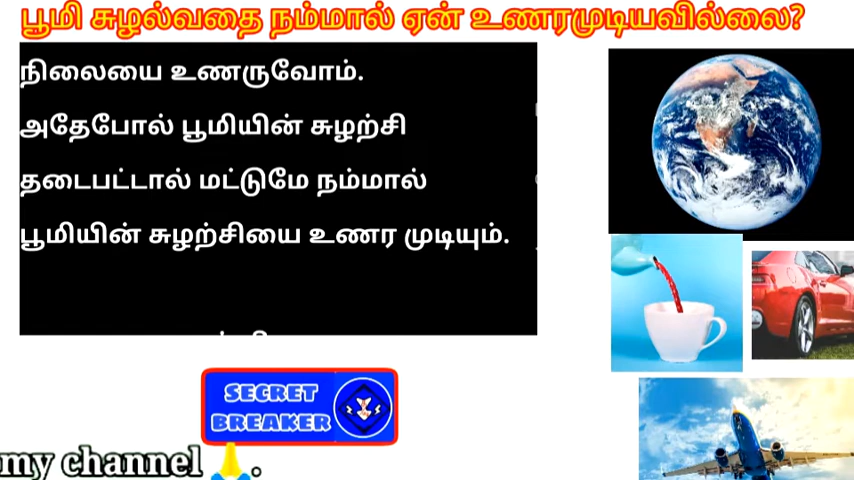 பூமி சுழல்வதை நம்மால் ஏன் உணரமுடியவில்லை?
நிலையை உணருவோம்.
அதேபோல் பூமியின் சுழற்சி
தடைபட்டால் மட்டுமே நம்மால்
பூமியின் சுழற்சியை உணர முடியும்.
SECRET
BREAKER
my channel 🙏.